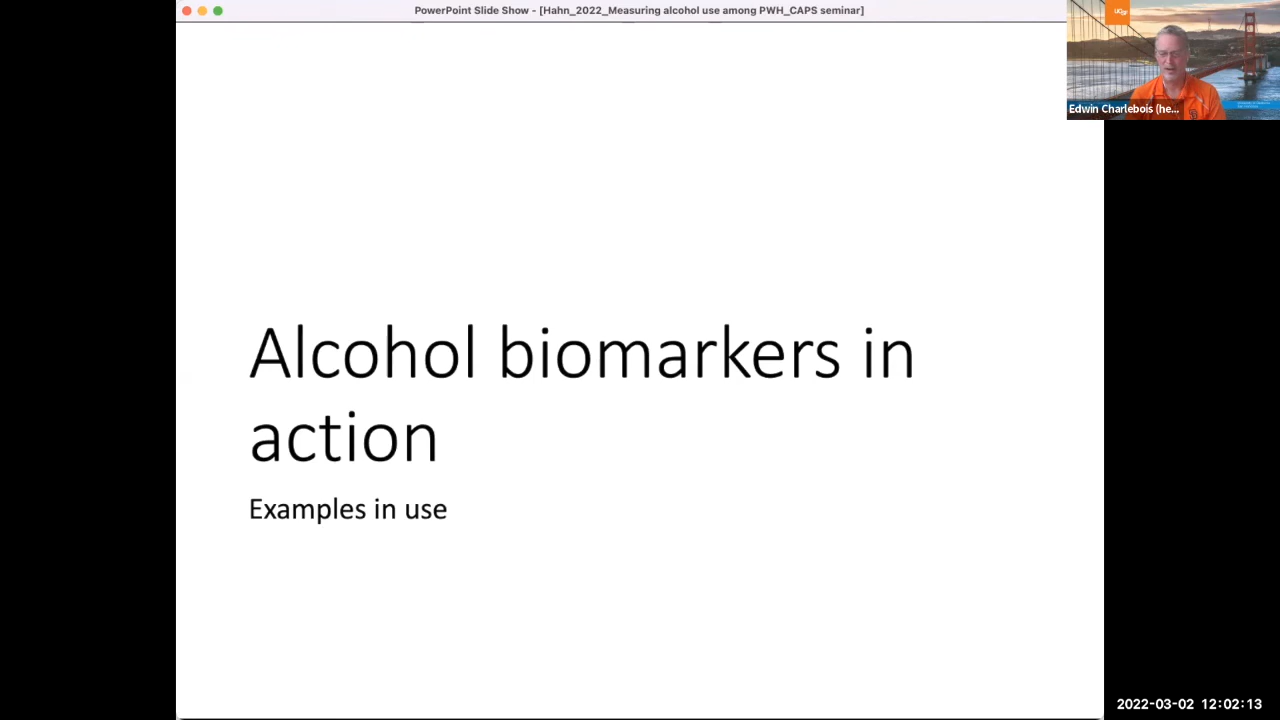 PowerPoint Slide Show - [Hahn_2022_Measuring alcohol use among PWH_CAPS seminar]
UCSF
Edwin Charlebois (he...
Alcohol biomarkers in
action
Examples in use
2022-03-02 12:02:13